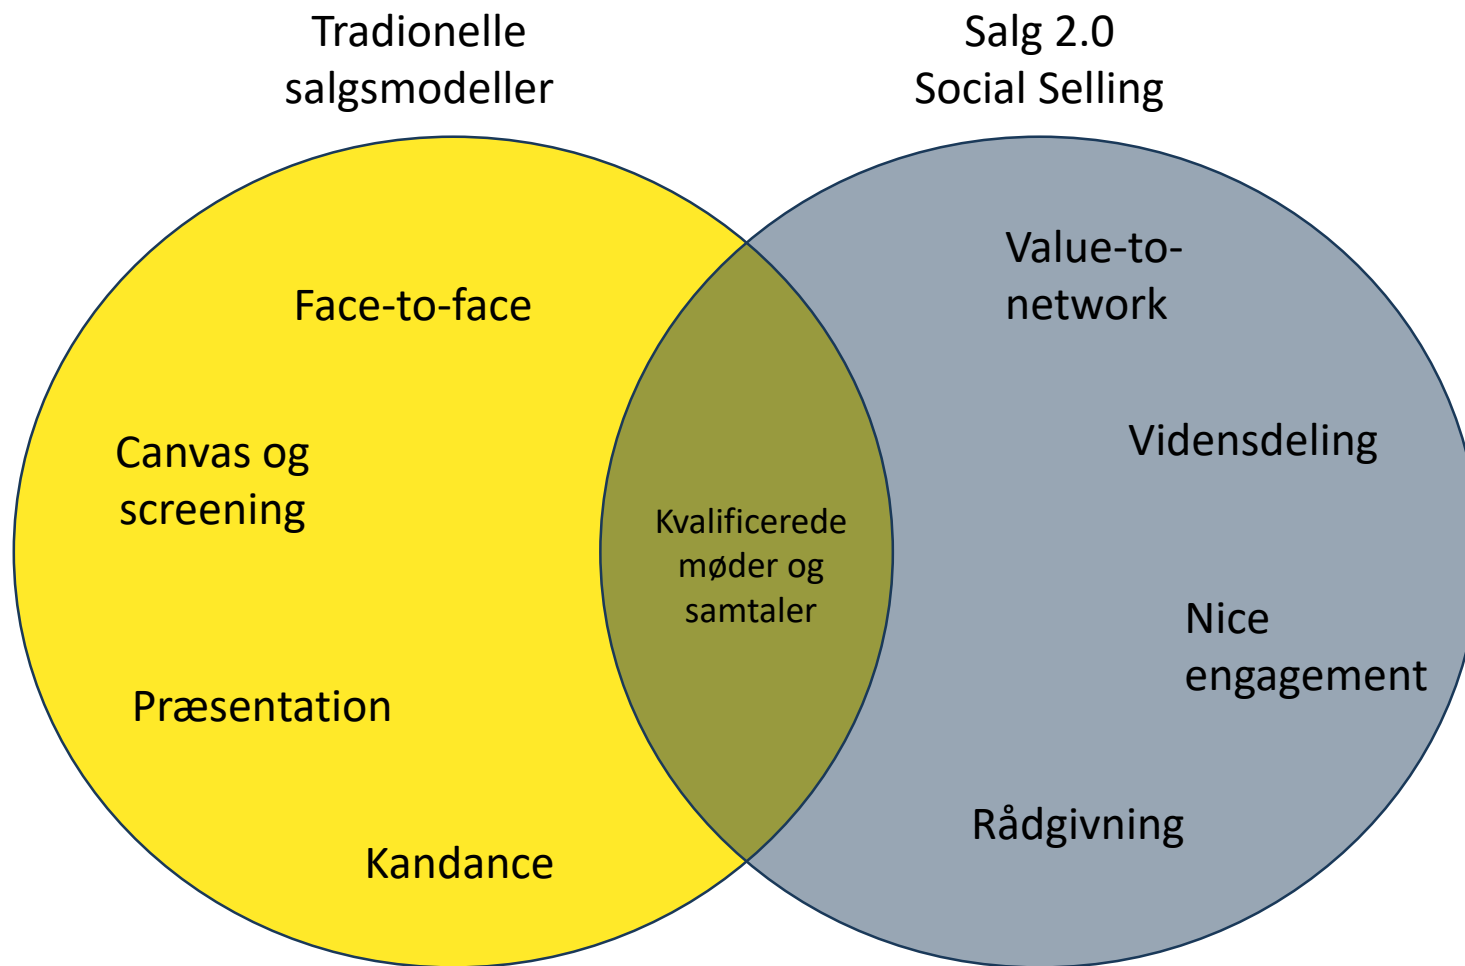 Tradionelle
salgsmodeller
Salg 2.0
Social Selling
Face-to-face
Canvas og
screening
Præsentation
Kandance
Kvalificerede
møder og
samtaler
Value-to-
network
Vidensdeling
Nice
engagement
Rådgivning